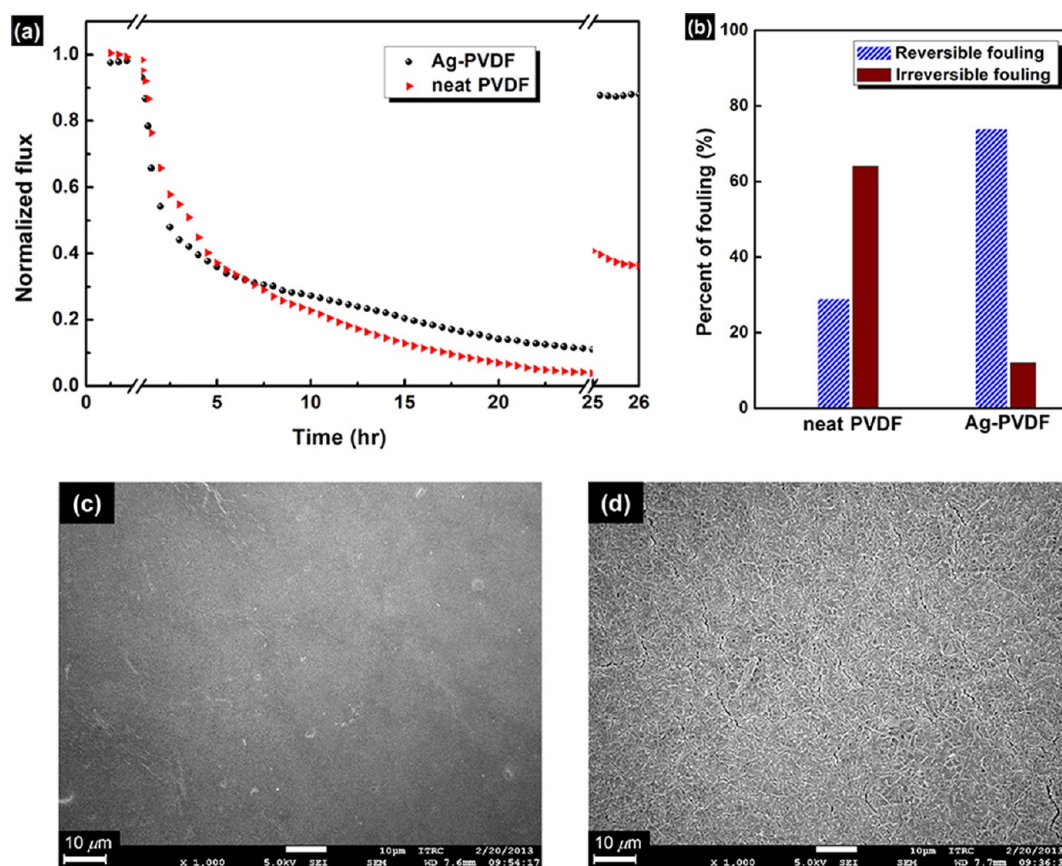 (a)
Ag-PVDF
neat PVDF
Normalized flux
1.0
0.8
0.6
0.4
0.2
0.0
0
5
10
15
20
25
26
Time (hr)
(b)
Reversible fouling
Irreversible fouling
Percent of fouling (%)
100
80
60
40
20
0
neat PVDF
Ag-PVDF
(c)
10 μm
10μm ITRC 2/20/2013
X 1,000 5.0kV SEI SEM WD 7.6mm 09:54:17
(d)
10 μm
10μm ITRC 2/20/2013
X 1,000 5.0kV SEI SEM WD 7.7mm